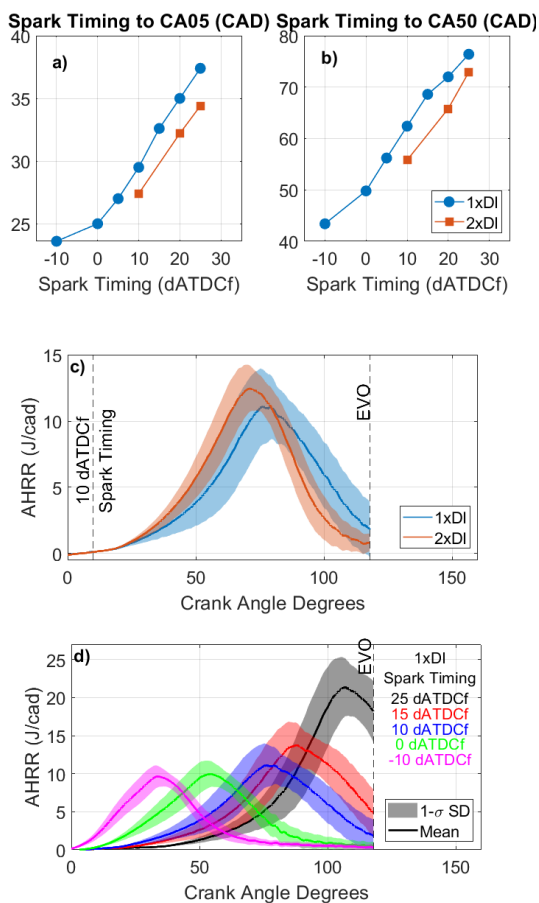 Spark Timing to CA05 (CAD)
Spark Timing to CA50 (CAD)
a)
40
35
30
25
-10 0 10 20 30
Spark Timing (dATDCf)
b)
80
70
60
50
40
-10 0 10 20 30
Spark Timing (dATDCf)
1xDI
2xDI
c)
15
10
5
0
AHRR (J/cad)
10 dATDCf
Spark Timing
EVO
1xDI
2xDI
0 50 100 150
Crank Angle Degrees
d)
25
20
15
10
5
0
AHRR (J/cad)
EVO
1xDI
Spark Timing
25 dATDCf
15 dATDCf
10 dATDCf
0 dATDCf
-10 dATDCf
1-σ SD
Mean
0 50 100 150
Crank Angle Degrees